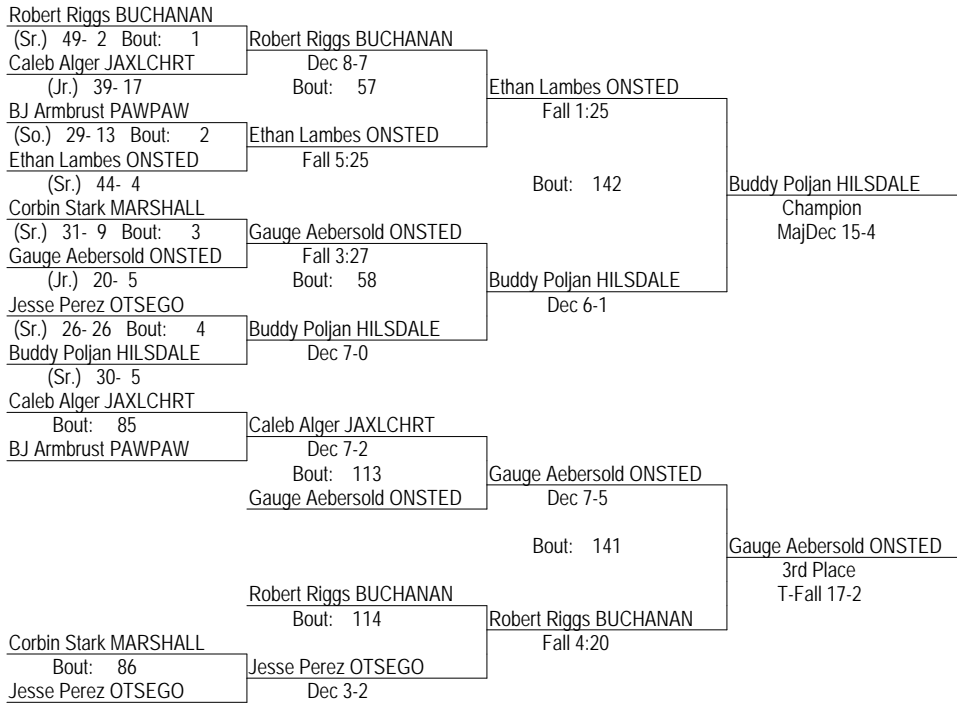 Robert Riggs BUCHANAN
(Sr.) 49- 2 Bout: 1
Robert Riggs BUCHANAN
Caleb Alger JAXLCHRT
Dec 8-7
(Jr.) 39- 17
Bout: 57
Ethan Lambes ONSTED
BJ Armbrust PAWPAW
Fall 1:25
(So.) 29- 13 Bout: 2
Ethan Lambes ONSTED
Ethan Lambes ONSTED
Fall 5:25
(Sr.) 44- 4
Bout: 142
Buddy Poljan HILSDALE
Corbin Stark MARSHALL
Champion
(Sr.) 31- 9 Bout: 3
Gauge Aebersold ONSTED
MajDec 15-4
Gauge Aebersold ONSTED
Fall 3:27
(Jr.) 20- 5
Bout: 58
Buddy Poljan HILSDALE
Jesse Perez OTSEGO
Dec 6-1
(Sr.) 26- 26 Bout: 4
Buddy Poljan HILSDALE
Buddy Poljan HILSDALE
Dec 7-0
(Sr.) 30- 5
Caleb Alger JAXLCHRT
Bout: 85
Caleb Alger JAXLCHRT
BJ Armbrust PAWPAW
Dec 7-2
Bout: 113
Gauge Aebersold ONSTED
Gauge Aebersold ONSTED
Dec 7-5
Bout: 141
Gauge Aebersold ONSTED
3rd Place
Robert Riggs BUCHANAN
T-Fall 17-2
Bout: 114
Robert Riggs BUCHANAN
Corbin Stark MARSHALL
Fall 4:20
Bout: 86
Jesse Perez OTSEGO
Jesse Perez OTSEGO
Dec 3-2